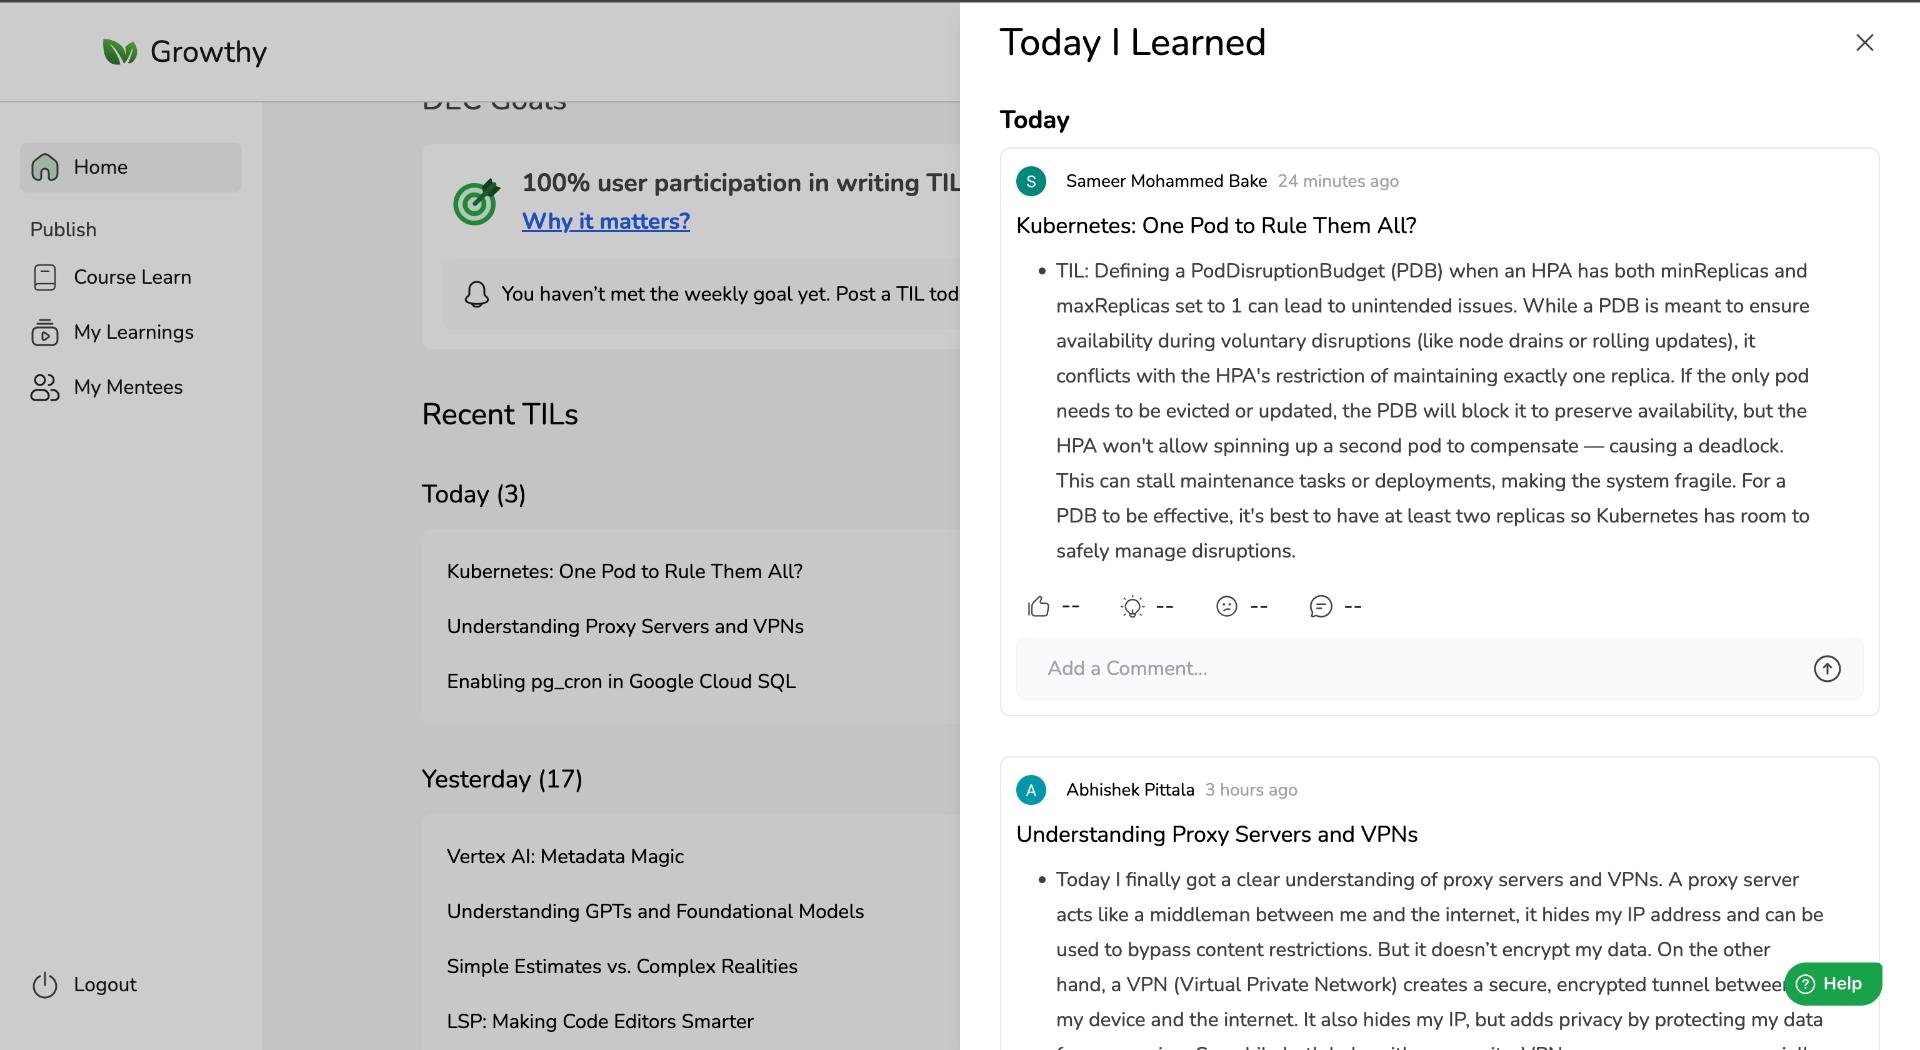 Growthy
Home
Publish
Course Learn
My Learnings
My Mentees
Logout
DEC Goals
100% user participation in writing TIL
Why it matters?
You haven’t met the weekly goal yet. Post a TIL tod
Recent TILs
Today (3)
Kubernetes: One Pod to Rule Them All?
Understanding Proxy Servers and VPNs
Enabling pg_cron in Google Cloud SQL
Yesterday (17)
Vertex AI: Metadata Magic
Understanding GPTs and Foundational Models
Simple Estimates vs. Complex Realities
LSP: Making Code Editors Smarter
Today I Learned
Today
S Sameer Mohammed Bake 24 minutes ago
Kubernetes: One Pod to Rule Them All?
• TIL: Defining a PodDisruptionBudget (PDB) when an HPA has both minReplicas and
maxReplicas set to 1 can lead to unintended issues. While a PDB is meant to ensure
availability during voluntary disruptions (like node drains or rolling updates), it
conflicts with the HPA's restriction of maintaining exactly one replica. If the only pod
needs to be evicted or updated, the PDB will block it to preserve availability, but the
HPA won't allow spinning up a second pod to compensate — causing a deadlock.
This can stall maintenance tasks or deployments, making the system fragile. For a
PDB to be effective, it's best to have at least two replicas so Kubernetes has room to
safely manage disruptions.
-- -- -- --
Add a Comment...
A Abhishek Pittala 3 hours ago
Understanding Proxy Servers and VPNs
• Today I finally got a clear understanding of proxy servers and VPNs. A proxy server
acts like a middleman between me and the internet, it hides my IP address and can be
used to bypass content restrictions. But it doesn’t encrypt my data. On the other
hand, a VPN (Virtual Private Network) creates a secure, encrypted tunnel between
my device and the internet. It also hides my IP, but adds privacy by protecting my data
Help